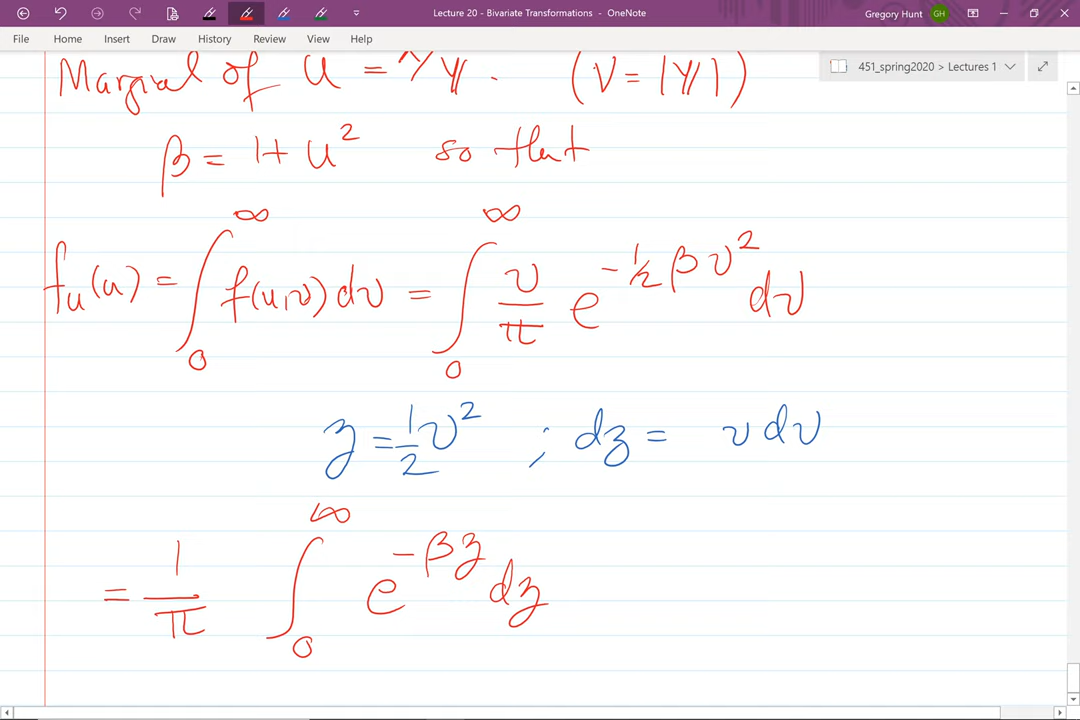 Lecture 20 - Bivariate Transformations - OneNote
Gregory Hunt GH
File Home Insert Draw History Review View Help
451_spring2020 > Lectures 1
Margial of U = X/Y. (V = |Y|)
β = 1 + u² so that
f_U(u) = ∫₀^∞ f(u,v) dv = ∫₀^∞ v/π e^(-½βv²) dv
z = ½v² ; dz = v dv
= 1/π ∫₀^∞ e^(-βz) dz